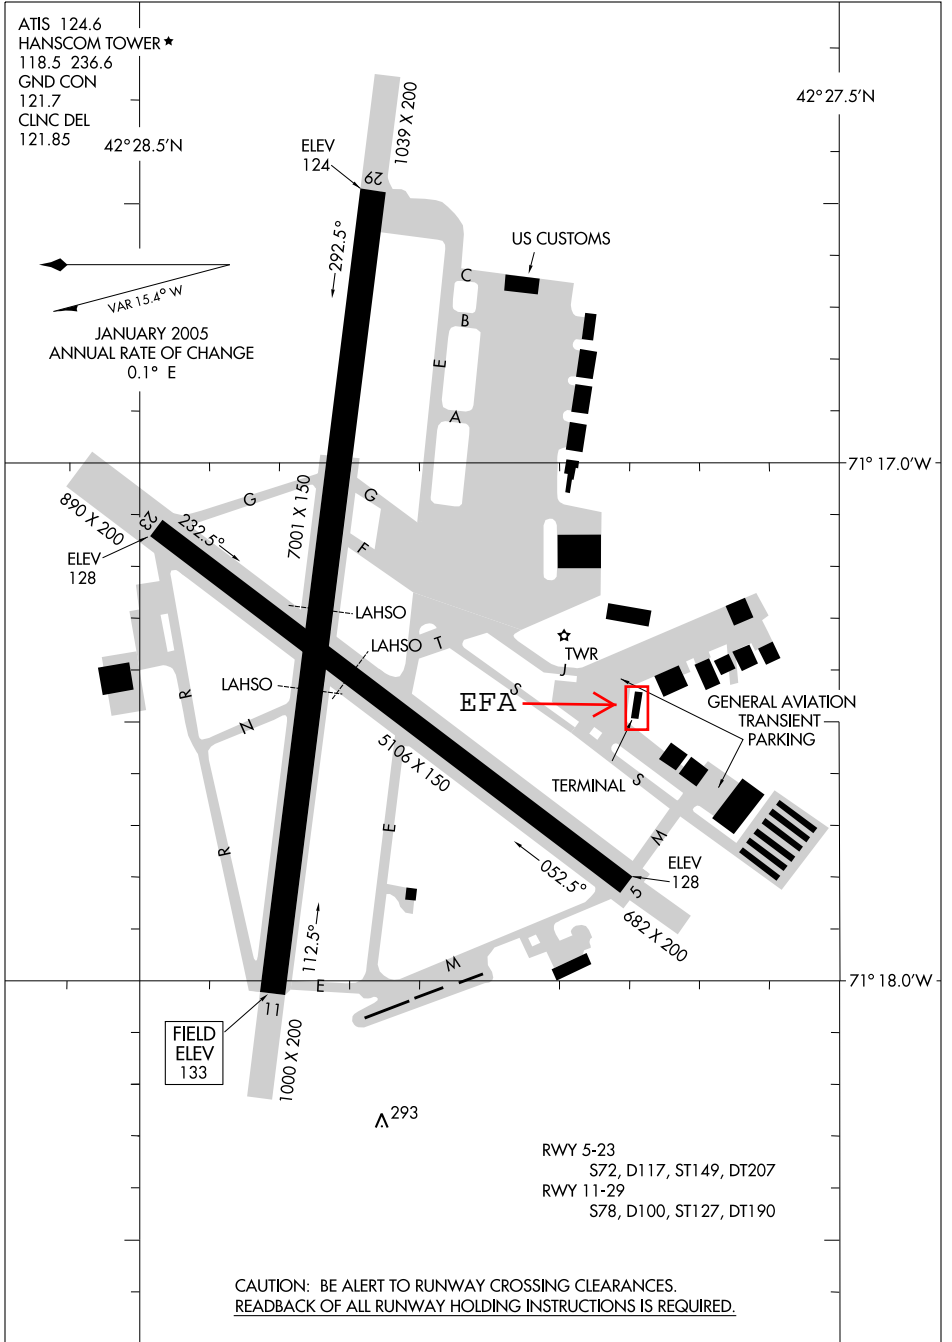 ATIS 124.6
HANSCOM TOWER
118.5 236.6
GND CON
121.7
CLNC DEL
121.85
42°28.5'N
42°27.5'N
1039 X 200
ELEV
124
29
292.5°
US CUSTOMS
VAR 15.4° W
JANUARY 2005
ANNUAL RATE OF CHANGE
0.1° E
C
B
E
A
71° 17.0'W
890 X 200
23
232.5°
ELEV
128
G
G
7001 X 150
F
LAHSO
LAHSO
LAHSO
T
TWR
J
S
R
N
EFA
GENERAL AVIATION
TRANSIENT
PARKING
5106 X 150
TERMINAL
S
M
R
E
052.5°
ELEV
128
5
682 X 200
112.5°
M
E
71° 18.0'W
11
FIELD
ELEV
133
1000 X 200
293
RWY 5-23
S72, D117, ST149, DT207
RWY 11-29
S78, D100, ST127, DT190
CAUTION: BE ALERT TO RUNWAY CROSSING CLEARANCES.
READBACK OF ALL RUNWAY HOLDING INSTRUCTIONS IS REQUIRED.